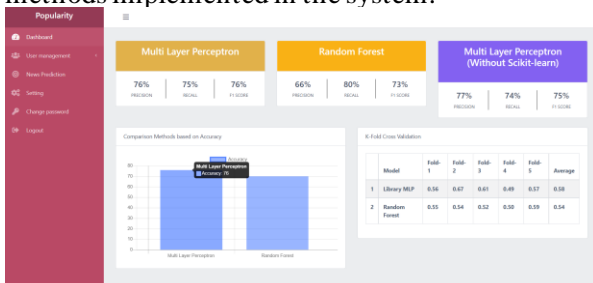 methods implemented in the system?
Popularity
Dashboard
User management
News Prediction
Setting
Change password
Logout
Multi Layer Perceptron
76% 75% 76%
PRECISION RECALL F1 SCORE
Random Forest
66% 80% 73%
PRECISION RECALL F1 SCORE
Multi Layer Perceptron
(Without Scikit-learn)
77% 74% 75%
PRECISION RECALL F1 SCORE
Comparison Methods based on Accuracy
Accuracy
Multi Layer Perceptron
Accuracy: 76
80
70
60
50
40
30
20
10
0
Multi Layer Perceptron Random Forest
K-Fold Cross Validation
Model Fold-1 Fold-2 Fold-3 Fold-4 Fold-5 Average
1 Library MLP 0.56 0.67 0.61 0.49 0.57 0.58
2 Random Forest 0.55 0.54 0.52 0.50 0.59 0.54